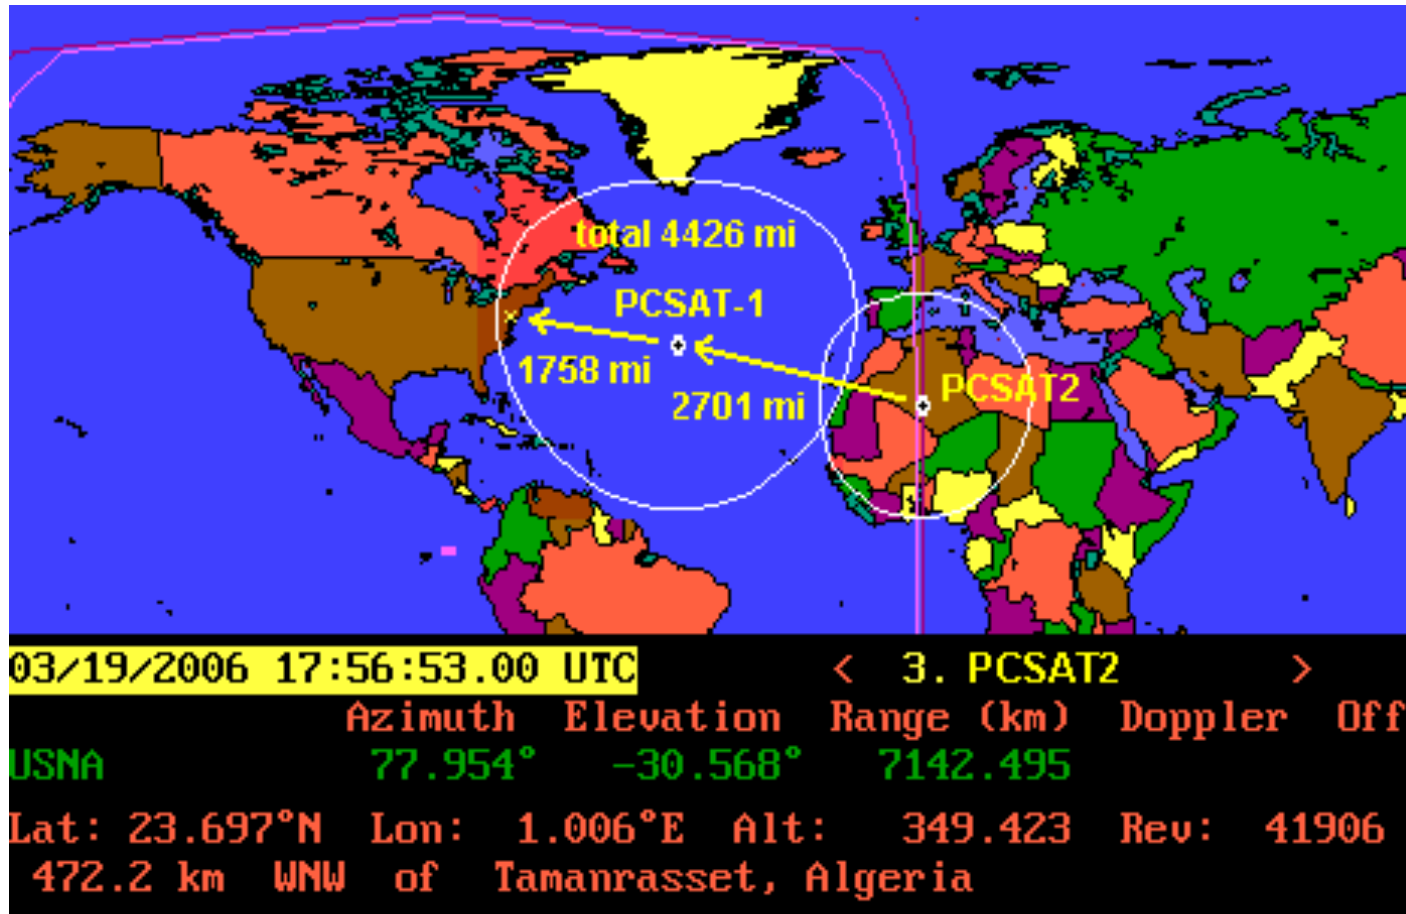 total 4426 mi
PCSAT-1
1758 mi
PCSAT2
2701 mi
03/19/2006 17:56:53.00 UTC < 3. PCSAT2 >
Azimuth Elevation Range (km) Doppler Off
USNA 77.954° -30.568° 7142.495
Lat: 23.697°N Lon: 1.006°E Alt: 349.423 Rev: 41906
472.2 km WNW of Tamanrasset, Algeria